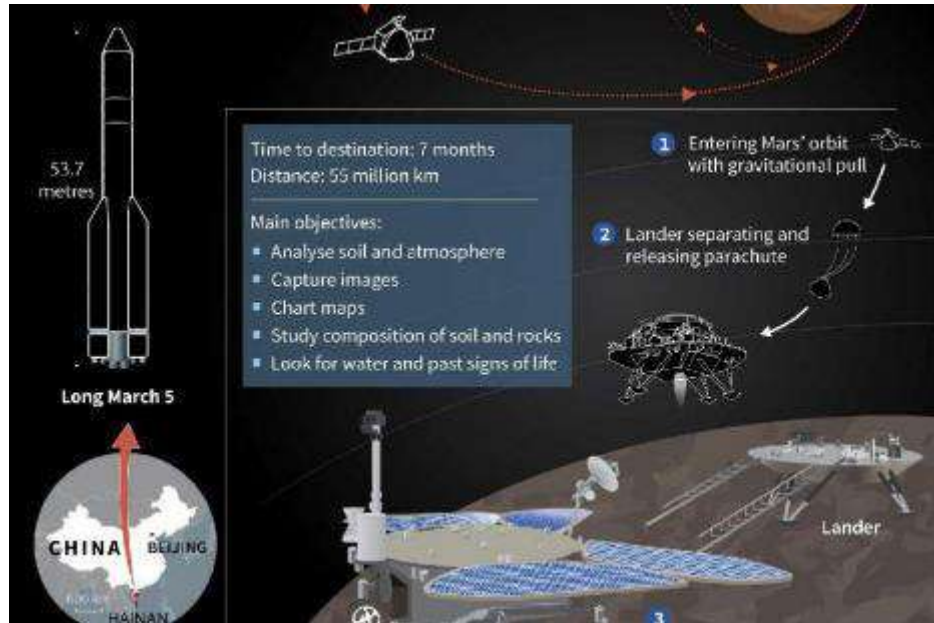 53.7
metres
Long March 5
CHINA
BEIJING
HAINAN
Time to destination: 7 months
Distance: 55 million km
Main objectives:
Analyse soil and atmosphere
Capture images
Chart maps
Study composition of soil and rocks
Look for water and past signs of life
1 Entering Mars' orbit
with gravitational pull
2 Lander separating and
releasing parachute
Lander
3